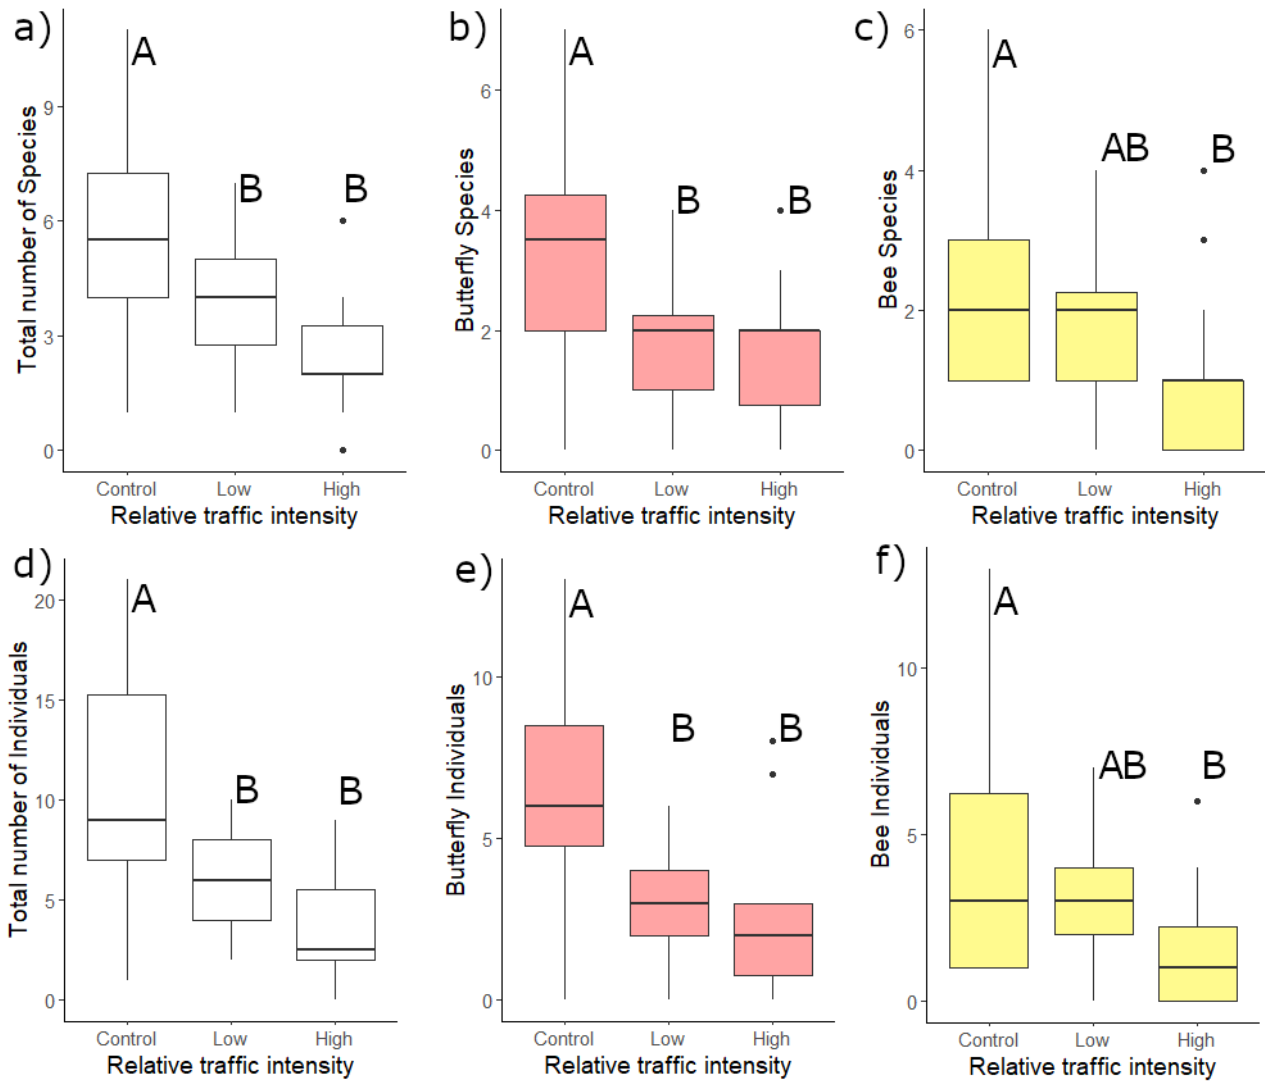 a)
A
B
B
Total number of Species
9
6
3
0
Control Low High
Relative traffic intensity
b)
A
B
B
Butterfly Species
6
4
2
0
Control Low High
Relative traffic intensity
c)
A
AB
B
Bee Species
6
4
2
0
Control Low High
Relative traffic intensity
d)
A
B
B
Total number of Individuals
20
15
10
5
0
Control Low High
Relative traffic intensity
e)
A
B
B
Butterfly Individuals
10
5
0
Control Low High
Relative traffic intensity
f)
A
AB
B
Bee Individuals
10
5
0
Control Low High
Relative traffic intensity